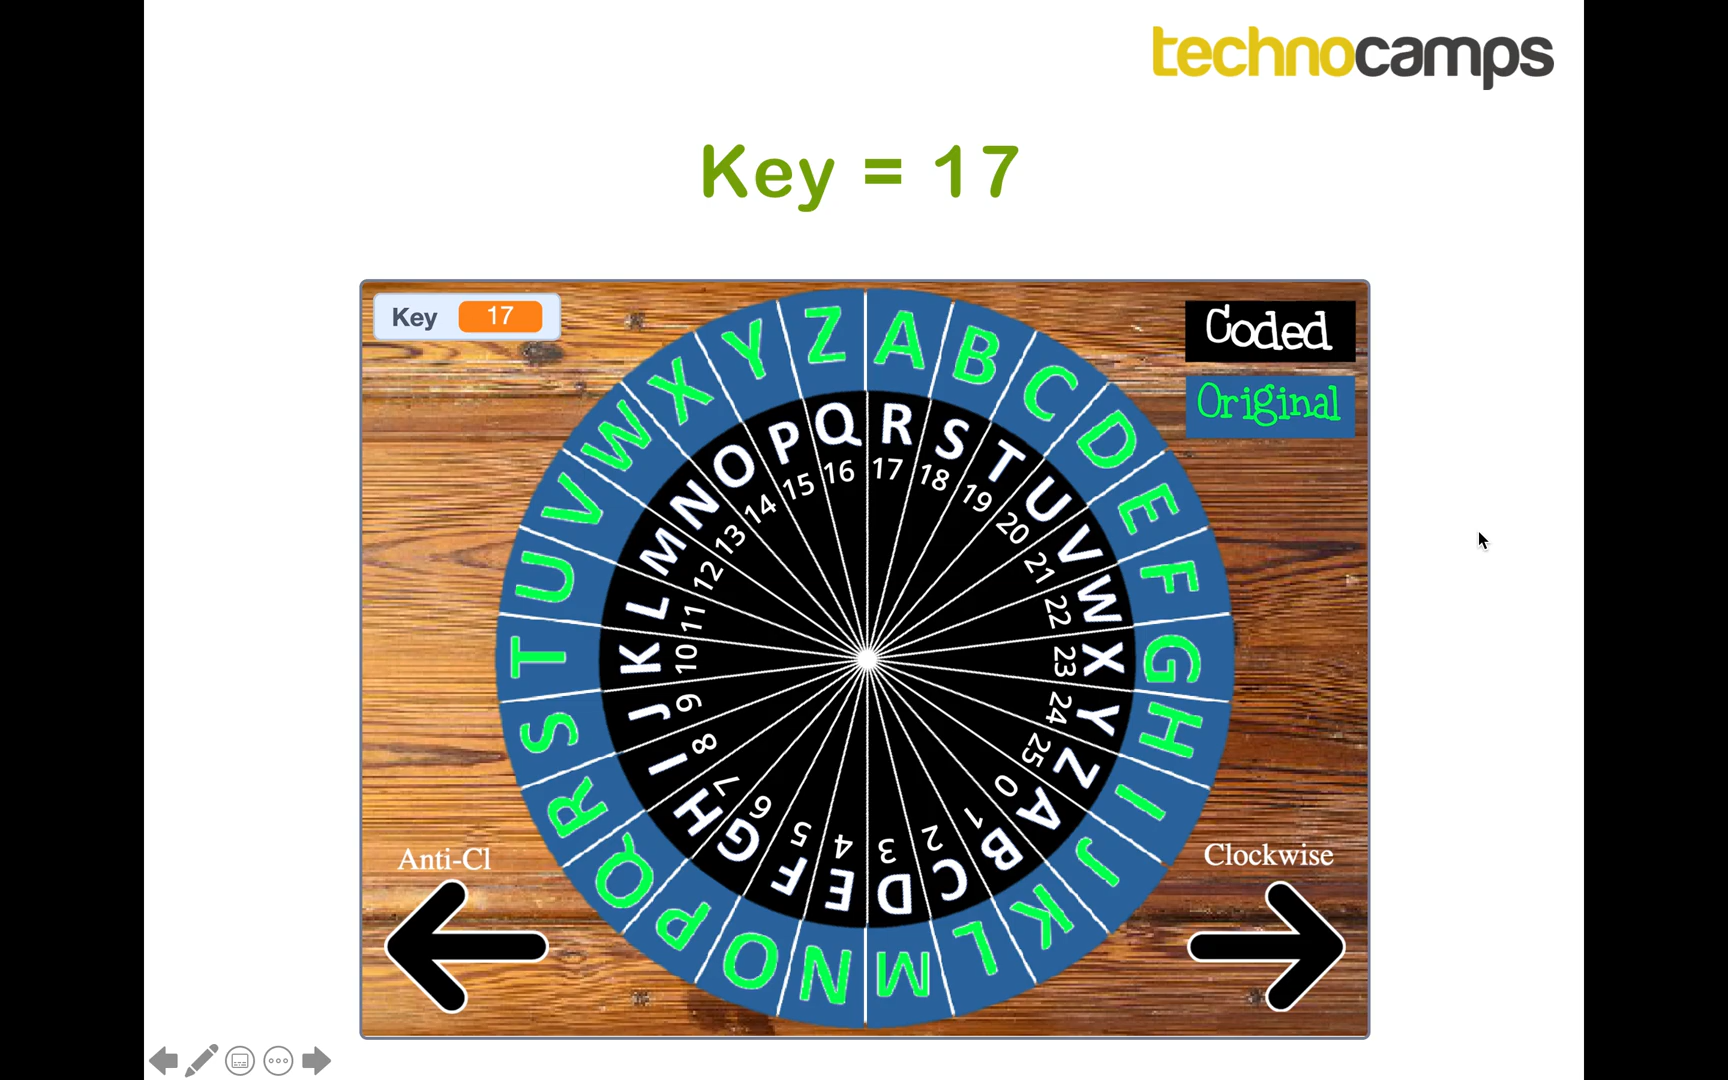 technocamps
Key = 17
Key 17
Coded
Original
A B C D E F G H I J K L M N O P Q R S T U V W X Y Z
R S T U V W X Y Z A B C D E F G H I J K L M N O P Q
17 18 19 20 21 22 23 24 25 0 1 2 3 4 5 6 7 8 9 10 11 12 13 14 15 16
Anti-Cl
Clockwise